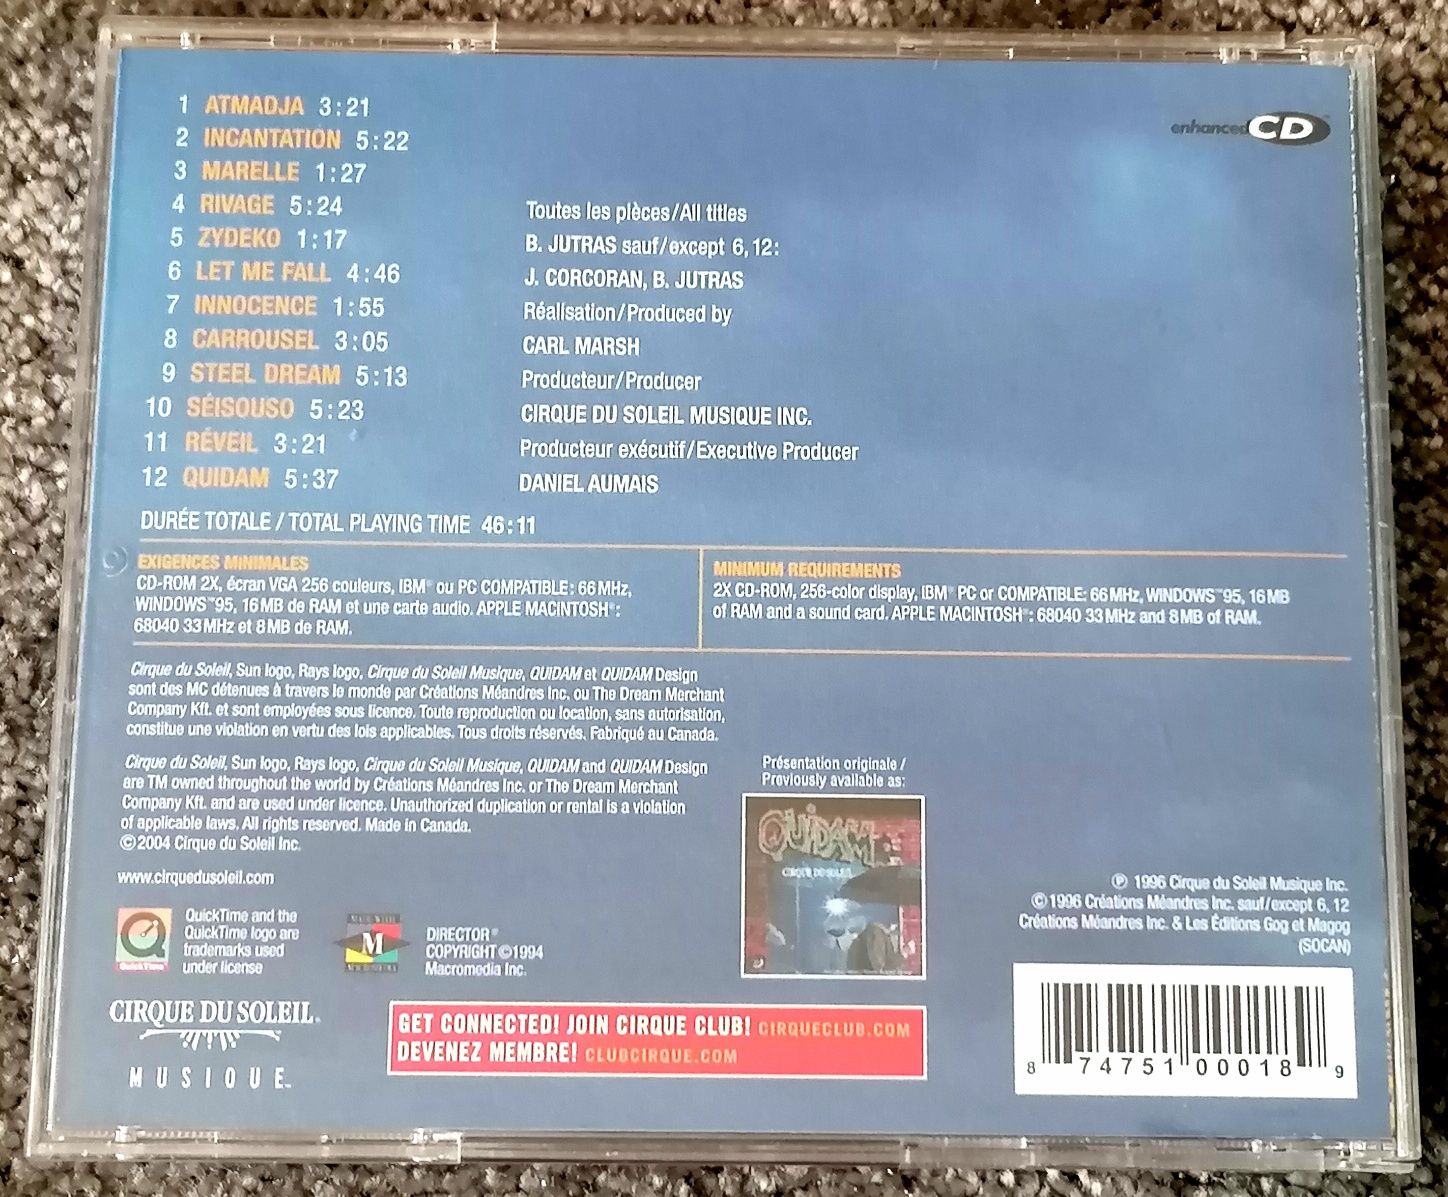 1 ATMADJA 3:21
2 INCANTATION 5:22
3 MARELLE 1:27
4 RIVAGE 5:24
5 ZYDEKO 1:17
6 LET ME FALL 4:46
7 INNOCENCE 1:55
8 CARROUSEL 3:05
9 STEEL DREAM 5:13
10 SÉISOUSO 5:23
11 RÉVEIL 3:21
12 QUIDAM 5:37
DURÉE TOTALE / TOTAL PLAYING TIME 46:11
enhanced CD
Toutes les pièces/All titles
B. JUTRAS sauf/except 6, 12:
J. CORCORAN, B. JUTRAS
Réalisation/Produced by
CARL MARSH
Producteur/Producer
CIRQUE DU SOLEIL MUSIQUE INC.
Producteur exécutif/Executive Producer
DANIEL AUMAIS
EXIGENCES MINIMALES
CD-ROM 2X, écran VGA 256 couleurs, IBM® ou PC COMPATIBLE: 66 MHz,
WINDOWS™95, 16 MB de RAM et une carte audio. APPLE MACINTOSH®:
68040 33 MHz et 8 MB de RAM.
MINIMUM REQUIREMENTS
2X CD-ROM, 256-color display, IBM® PC or COMPATIBLE: 66 MHz, WINDOWS™95, 16 MB
of RAM and a sound card. APPLE MACINTOSH®: 68040 33 MHz and 8 MB of RAM.
Cirque du Soleil, Sun logo, Rays logo, Cirque du Soleil Musique, QUIDAM et QUIDAM Design
sont des MC détenues à travers le monde par Créations Méandres Inc. ou The Dream Merchant
Company Kft. et sont employées sous licence. Toute reproduction ou location, sans autorisation,
constitue une violation en vertu des lois applicables. Tous droits réservés. Fabriqué au Canada.
Cirque du Soleil, Sun logo, Rays logo, Cirque du Soleil Musique, QUIDAM and QUIDAM Design
are TM owned throughout the world by Créations Méandres Inc. or The Dream Merchant
Company Kft. and are used under licence. Unauthorized duplication or rental is a violation
of applicable laws. All rights reserved. Made in Canada.
©2004 Cirque du Soleil Inc.
www.cirquedusoleil.com
QuickTime
QuickTime and the
QuickTime logo are
trademarks used
under license
MADE WITH
M
MACROMEDIA
DIRECTOR®
COPYRIGHT ©1994
Macromedia Inc.
Présentation originale /
Previously available as:
QUIDAM
CIRQUE DU SOLEIL
℗ 1996 Cirque du Soleil Musique Inc.
©1996 Créations Méandres Inc. sauf/except 6, 12
Créations Méandres Inc. & Les Éditions Gog et Magog
(SOCAN)
CIRQUE DU SOLEIL.
MUSIQUE™
GET CONNECTED! JOIN CIRQUE CLUB! CIRQUECLUB.COM
DEVENEZ MEMBRE! CLUBCIRQUE.COM
8 74751 00018 9